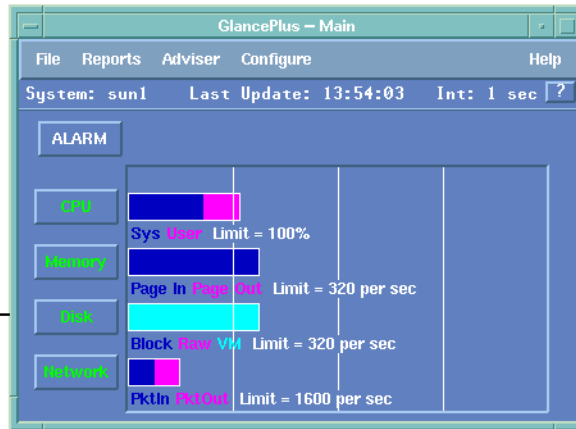 GlancePlus – Main
File Reports Adviser Configure Help
System: sun1 Last Update: 13:54:03 Int: 1 sec ?
ALARM
CPU
Sys User Limit = 100%
Memory
Page In Page Out Limit = 320 per sec
Disk
Block Raw VM Limit = 320 per sec
Network
PktIn PktOut Limit = 1600 per sec